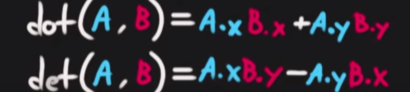 dot(A, B)=A.x B.x +A.y B.y
det(A, B)=A.x B.y-A.y B.x